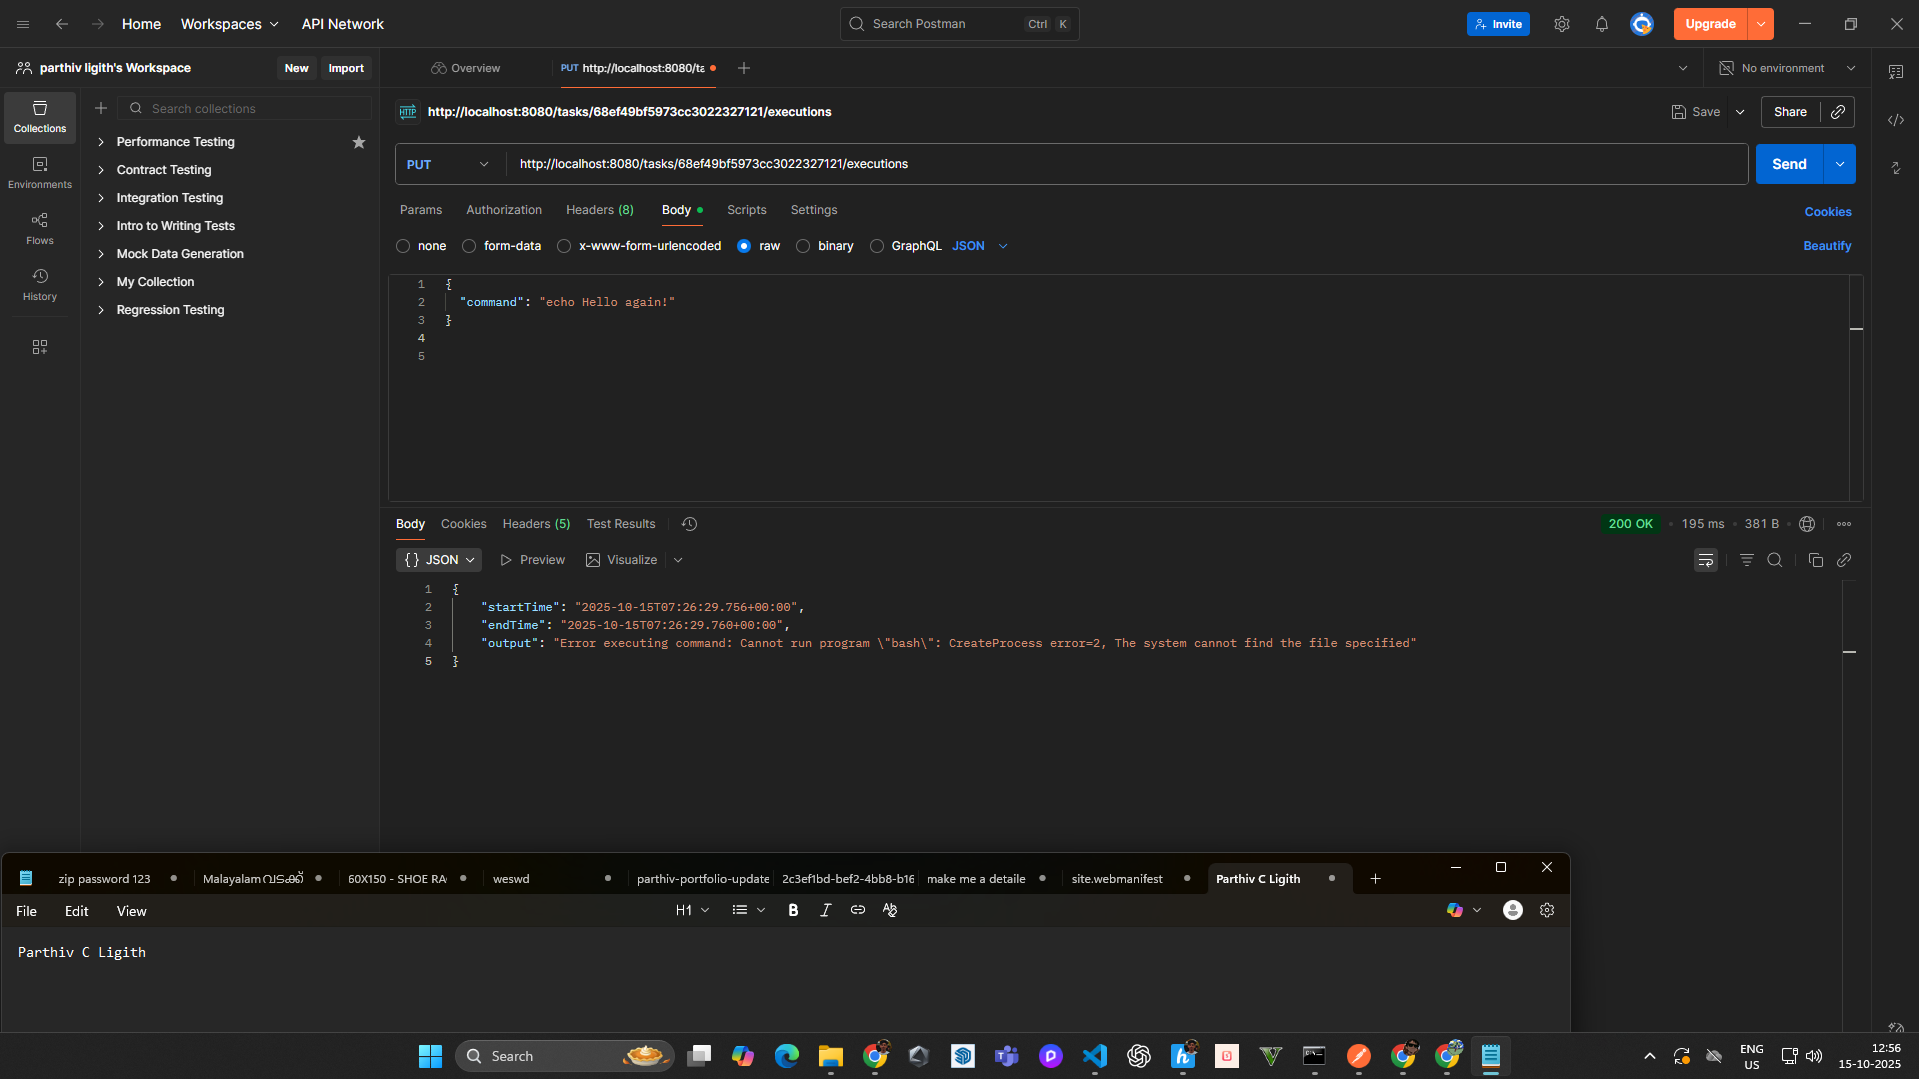 Home
Workspaces
API Network
Search Postman
Ctrl
K
Invite
Upgrade
parthiv ligith's Workspace
New
Import
Overview
PUT http://localhost:8080/ta
No environment
Collections
Environments
Flows
History
Search collections
Performance Testing
Contract Testing
Integration Testing
Intro to Writing Tests
Mock Data Generation
My Collection
Regression Testing
HTTP
http://localhost:8080/tasks/68ef49bf5973cc3022327121/executions
Save
Share
PUT
http://localhost:8080/tasks/68ef49bf5973cc3022327121/executions
Send
Params
Authorization
Headers (8)
Body
Scripts
Settings
Cookies
none
form-data
x-www-form-urlencoded
raw
binary
GraphQL
JSON
Beautify
1 {
2 "command": "echo Hello again!"
3 }
4
5
Body
Cookies
Headers (5)
Test Results
200 OK
195 ms
381 B
{} JSON
Preview
Visualize
1 {
2 "startTime": "2025-10-15T07:26:29.756+00:00",
3 "endTime": "2025-10-15T07:26:29.760+00:00",
4 "output": "Error executing command: Cannot run program \"bash\": CreateProcess error=2, The system cannot find the file specified"
5 }
zip password 123
Malayalam വടക്ക്
60X150 - SHOE RA
weswd
parthiv-portfolio-update
2c3ef1bd-bef2-4bb8-b16
make me a detaile
site.webmanifest
Parthiv C Ligith
File
Edit
View
H1
B
I
Parthiv C Ligith
Search
ENG
US
12:56
15-10-2025